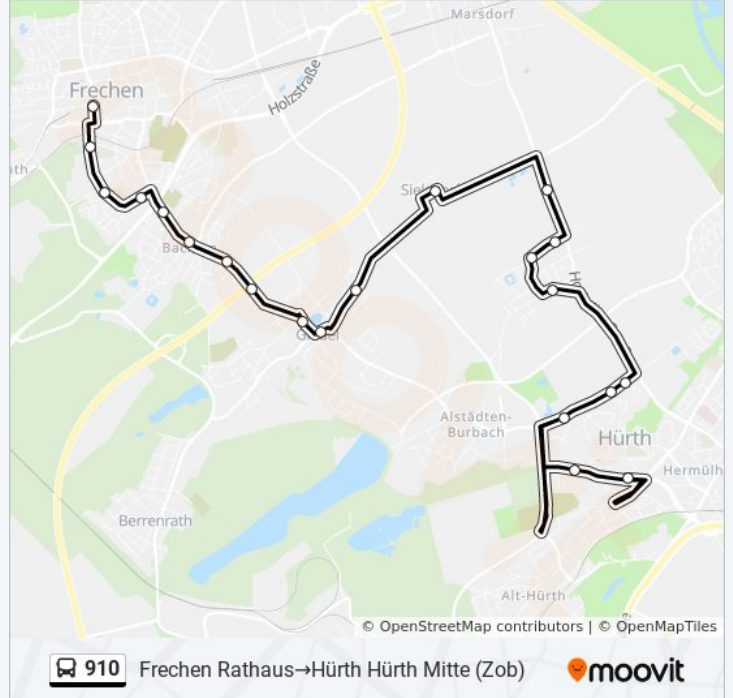 Marsdorf
Frechen
Holzstraße
Alstädten-
Burbach
Hürth
Hermülh
Berrenrath
Alt-Hürth
© OpenStreetMap contributors | © OpenMapTiles
910 Frechen Rathaus→Hürth Hürth Mitte (Zob) moovit